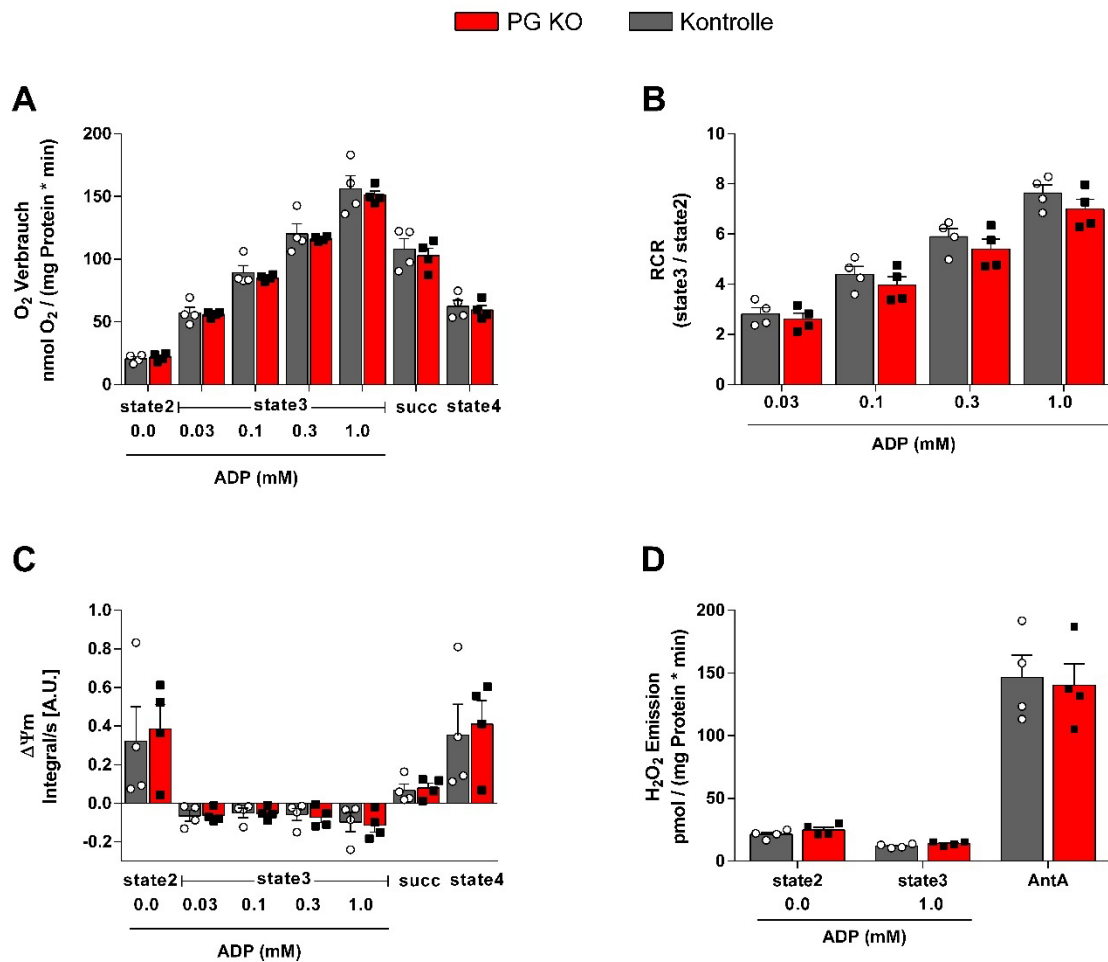 PG KO Kontrolle
A
O₂ Verbrauch
nmol O₂ / (mg Protein * min)
200
150
100
50
0
state2 state3 succ state4
0.0 0.03 0.1 0.3 1.0
ADP (mM)
B
RCR
(state3 / state2)
10
8
6
4
2
0
0.03 0.1 0.3 1.0
ADP (mM)
C
ΔΨm
Integral/s [A.U.]
1.0
0.8
0.6
0.4
0.2
0.0
-0.2
state2 state3 succ state4
0.0 0.03 0.1 0.3 1.0
ADP (mM)
D
H₂O₂ Emission
pmol / (mg Protein * min)
200
150
100
50
0
state2 state3 AntA
0.0 1.0
ADP (mM)